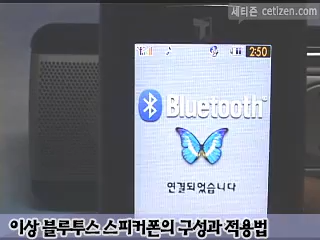 세티즌 cetizen.com
T
2:50
Bluetooth
연결되었습니다
이상 블루투스 스피커폰의 구성과 적용법